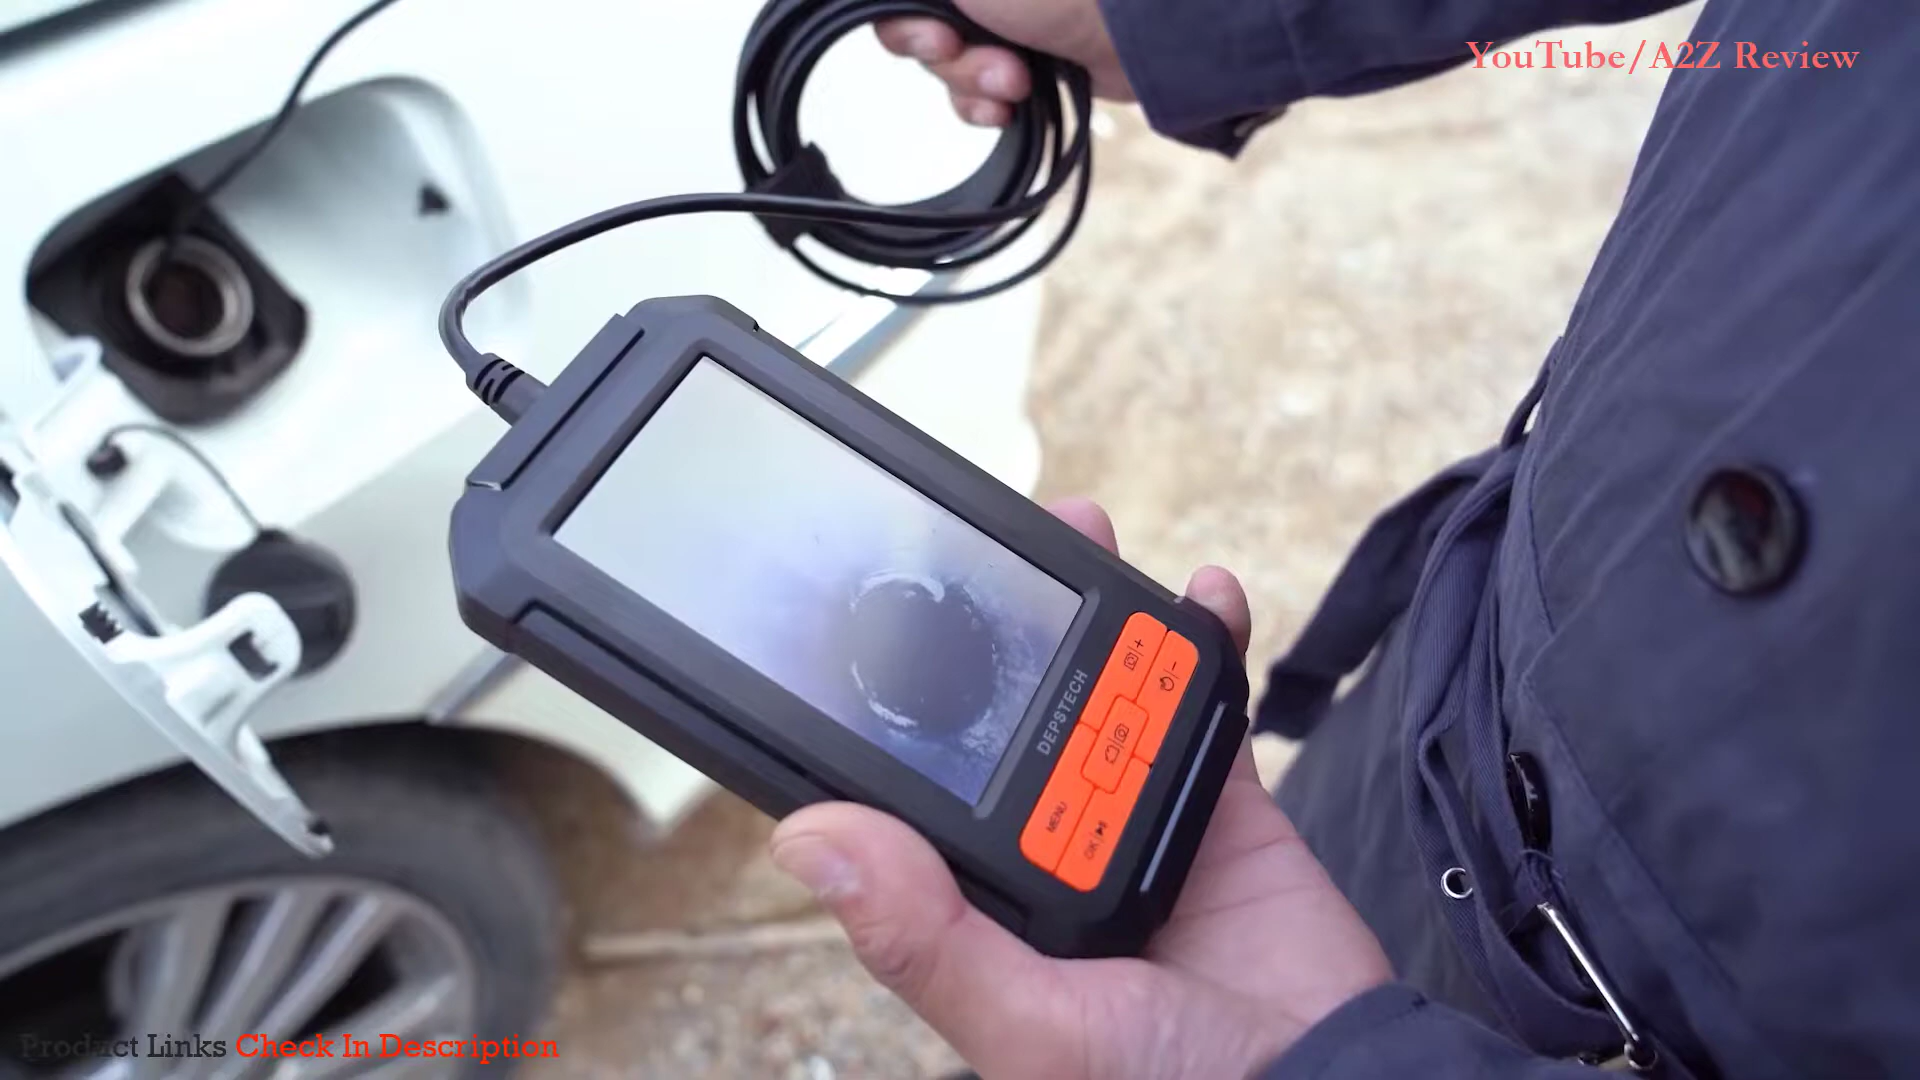 YouTube/A2Z Review
DEPSTECH
MENU
OK
Product Links Check In Description